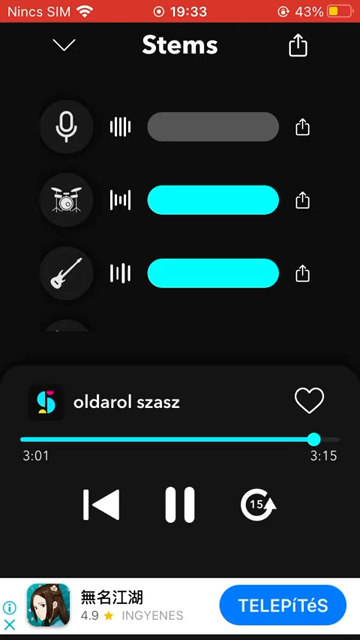 Nincs SIM 19:33 43%
Stems
oldarol szasz
3:01 3:15
15
無名江湖
4.9 INGYENES
TELEPíTéS